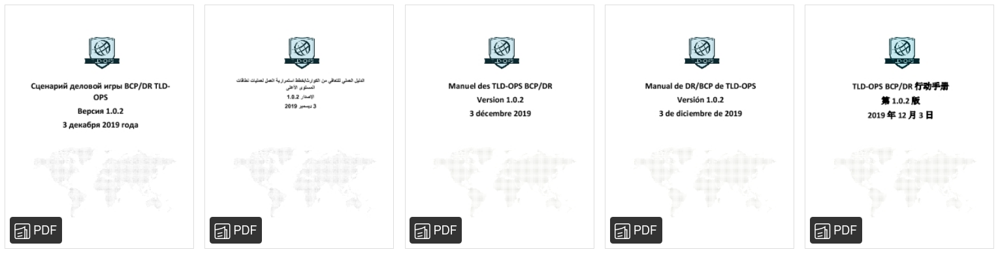 TLD-OPS
Сценарий деловой игры BCP/DR TLD-
OPS
Версия 1.0.2
3 декабря 2019 года
PDF
TLD-OPS
الدليل العملي للتعافي من الكوارث/خطط استمرارية العمل لعمليات نطاقات
المستوى الأعلى
الإصدار 1.0.2
3 ديسمبر 2019
PDF
TLD-OPS
Manuel des TLD-OPS BCP/DR
Version 1.0.2
3 décembre 2019
PDF
TLD-OPS
Manual de DR/BCP de TLD-OPS
Versión 1.0.2
3 de diciembre de 2019
PDF
TLD-OPS
TLD-OPS BCP/DR 行动手册
第 1.0.2 版
2019 年 12 月 3 日
PDF